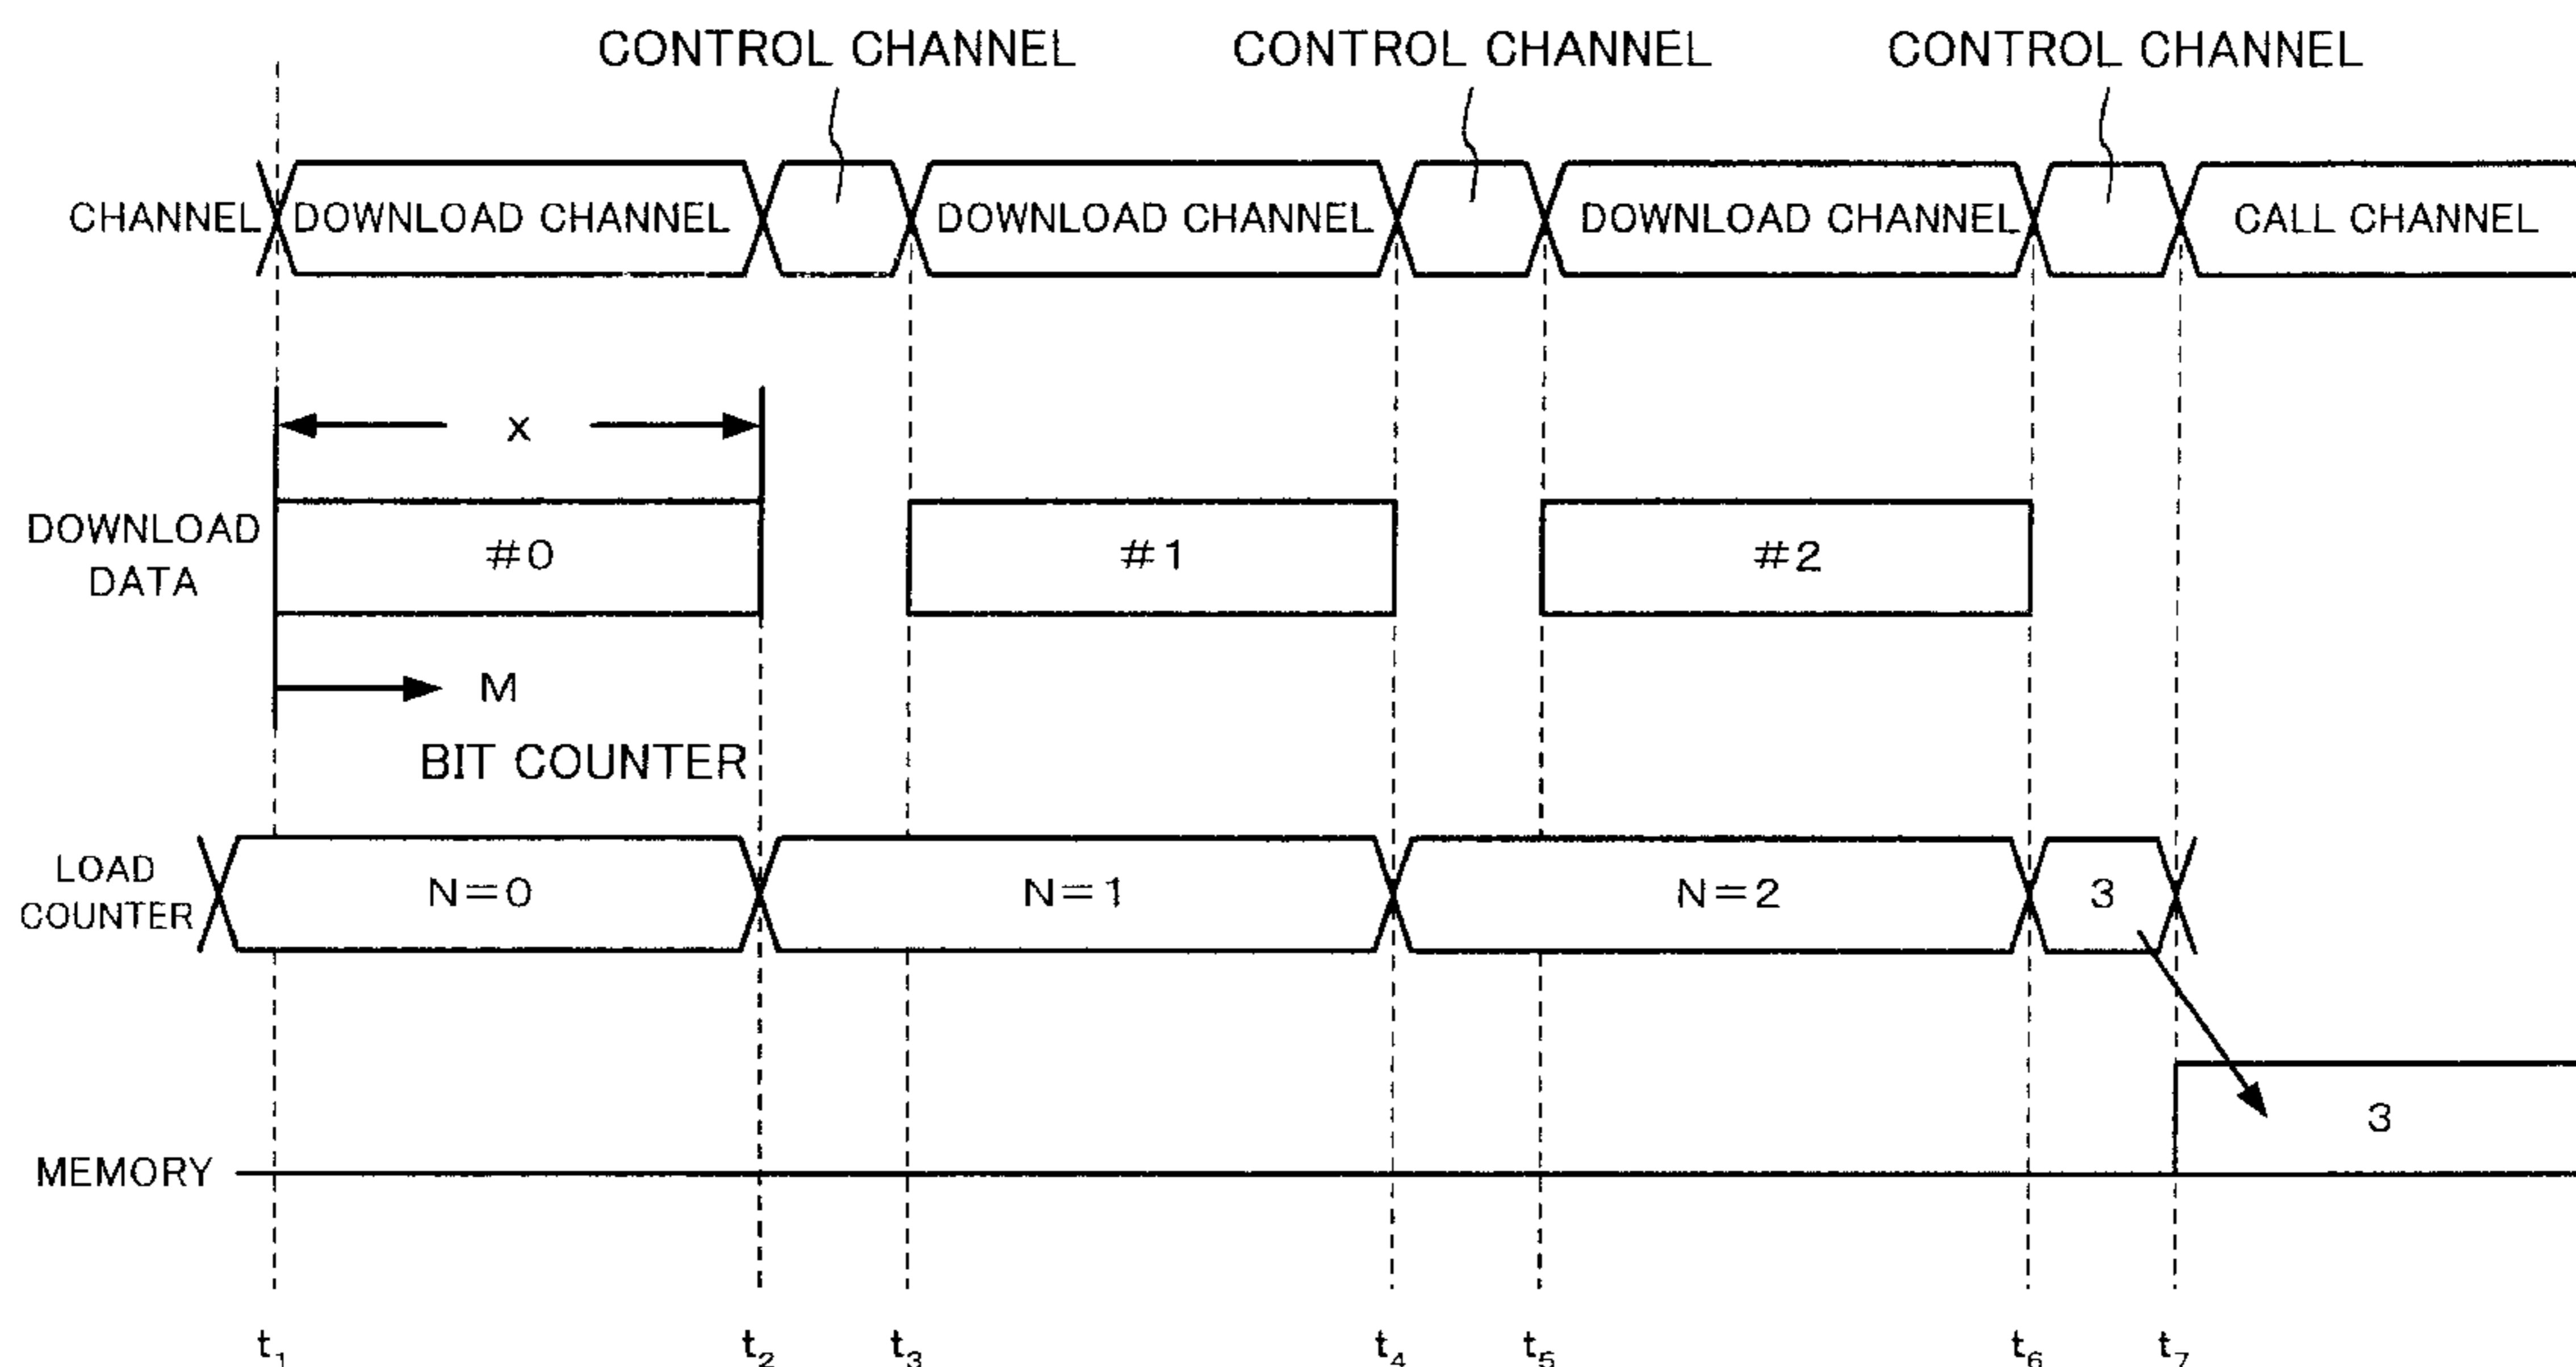 CONTROL CHANNEL CONTROL CHANNEL CONTROL CHANNEL
CHANNEL DOWNLOAD CHANNEL DOWNLOAD CHANNEL DOWNLOAD CHANNEL CALL CHANNEL
x
DOWNLOAD
DATA
#0 #1 #2
M
BIT COUNTER
LOAD
COUNTER
N=0 N=1 N=2 3
3
MEMORY
t₁ t₂ t₃ t₄ t₅ t₆ t₇